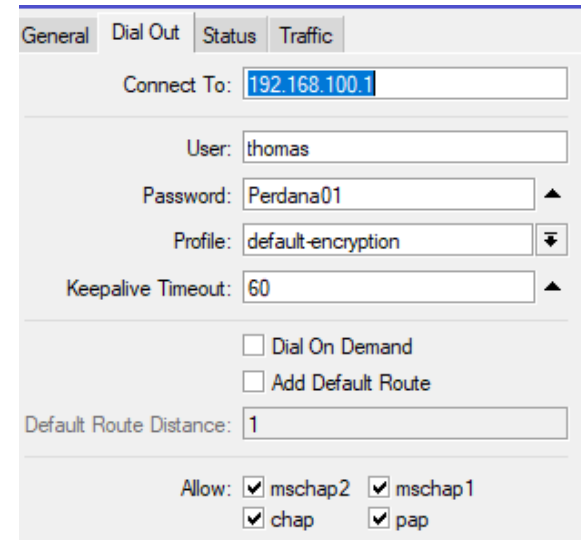 General Dial Out Status Traffic
Connect To: 192.168.100.1
User: thomas
Password: Perdana01
Profile: default-encryption
Keepalive Timeout: 60
Dial On Demand
Add Default Route
Default Route Distance: 1
Allow: mschap2 mschap1
chap pap